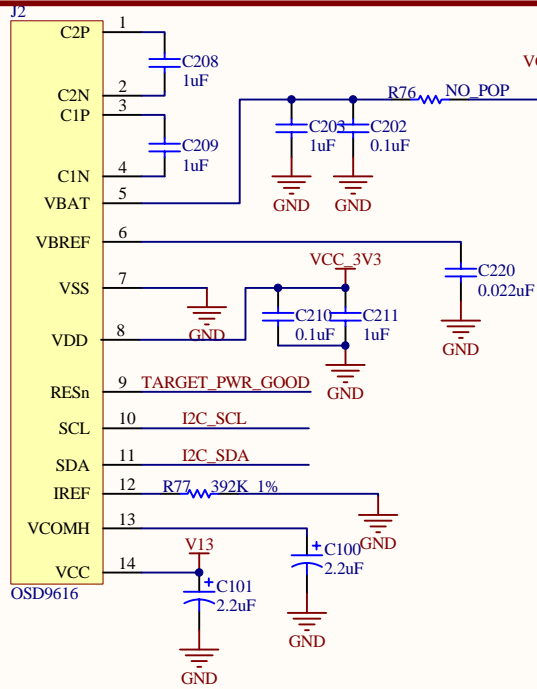 J2
C2P 1
C208
1uF
C2N 2
C1P 3
C209
1uF
C1N 4
VBAT 5
R76 NO_POP
C203
1uF
C202
0.1uF
GND
GND
VBREF 6
C220
0.022uF
GND
VSS 7
GND
VCC_3V3
VDD 8
C210
0.1uF
C211
1uF
GND
RESn 9 TARGET_PWR_GOOD
SCL 10 I2C_SCL
SDA 11 I2C_SDA
IREF 12 R77 392K 1%
GND
VCOMH 13
C100
2.2uF
GND
V13
VCC 14
C101
2.2uF
GND
OSD9616